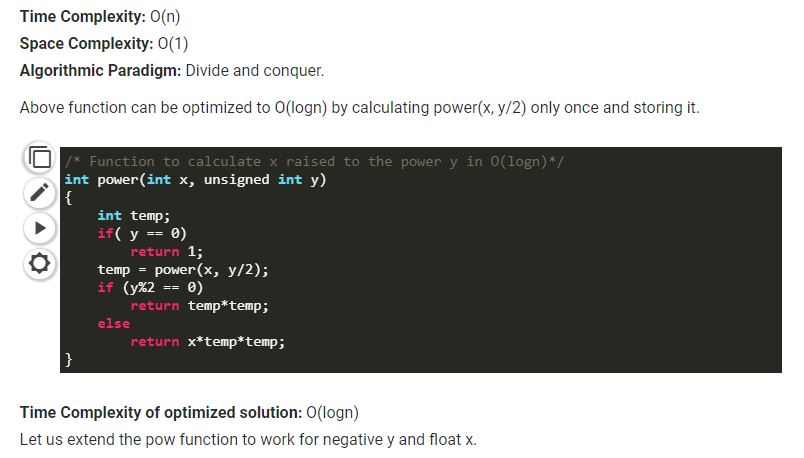 Time Complexity: O(n)
Space Complexity: O(1)
Algorithmic Paradigm: Divide and conquer.
Above function can be optimized to O(logn) by calculating power(x, y/2) only once and storing it.
/* Function to calculate x raised to the power y in O(logn)*/
int power(int x, unsigned int y)
{
    int temp;
    if( y == 0)
        return 1;
    temp = power(x, y/2);
    if (y%2 == 0)
        return temp*temp;
    else
        return x*temp*temp;
}
Time Complexity of optimized solution: O(logn)
Let us extend the pow function to work for negative y and float x.